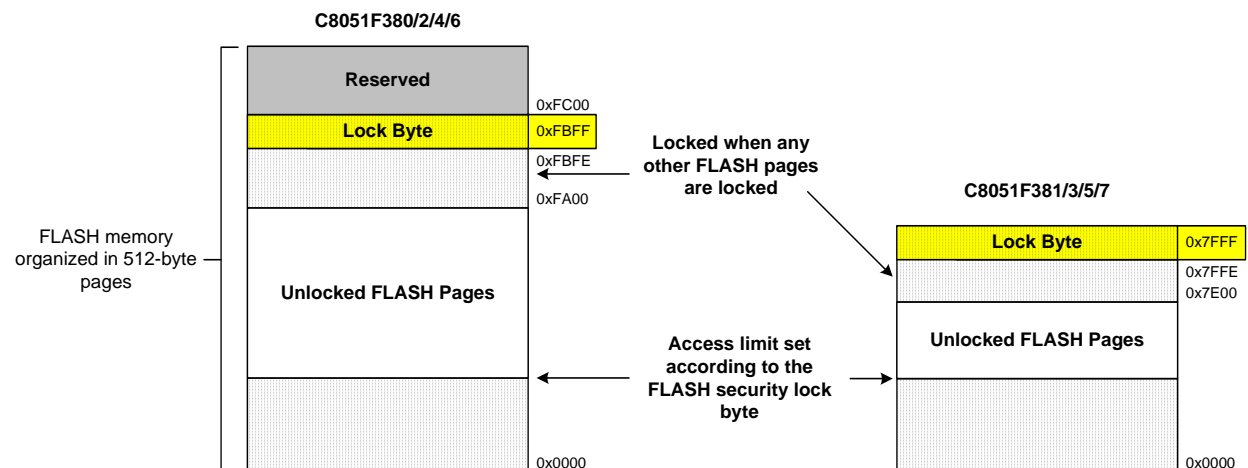 C8051F380/2/4/6
Reserved
0xFC00
Lock Byte
0xFBFF
0xFBFE
0xFA00
Unlocked FLASH Pages
0x0000
FLASH memory
organized in 512-byte
pages
Locked when any
other FLASH pages
are locked
Access limit set
according to the
FLASH security lock
byte
C8051F381/3/5/7
Lock Byte
0x7FFF
0x7FFE
0x7E00
Unlocked FLASH Pages
0x0000